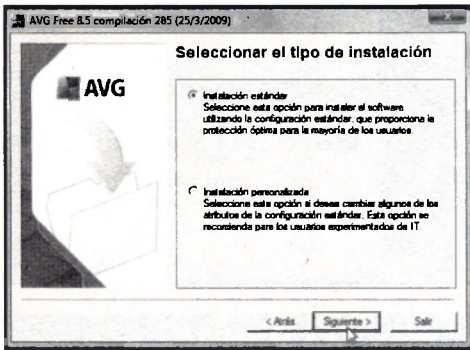 AVG Free 8.5 compilación 285 (25/3/2009)
Seleccionar el tipo de instalación
AVG
Instalación estándar
Seleccione esta opción para instalar el software
utilizando la configuración estándar, que proporciona la
protección óptima para la mayoría de los usuarios.
Instalación personalizada
Seleccione esta opción si desea cambiar algunos de los
atributos de la configuración estándar. Esta opción se
recomienda para los usuarios experimentados de IT.
< Atrás
Siguiente >
Salir